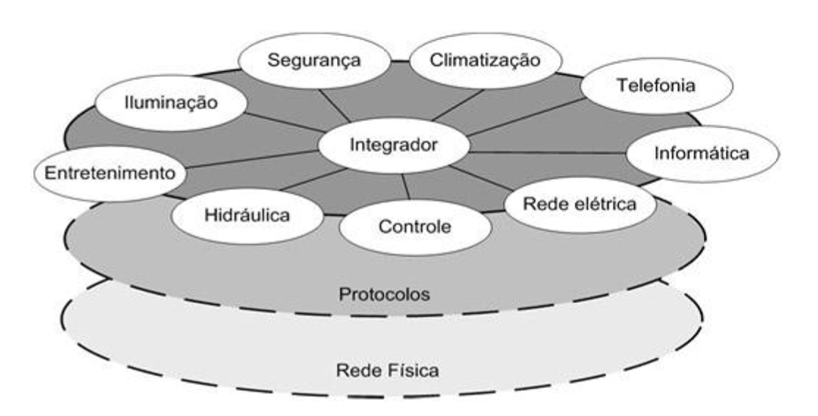 Segurança
Climatização
Telefonia
Iluminação
Integrador
Informática
Entretenimento
Rede elétrica
Hidráulica
Controle
Protocolos
Rede Física